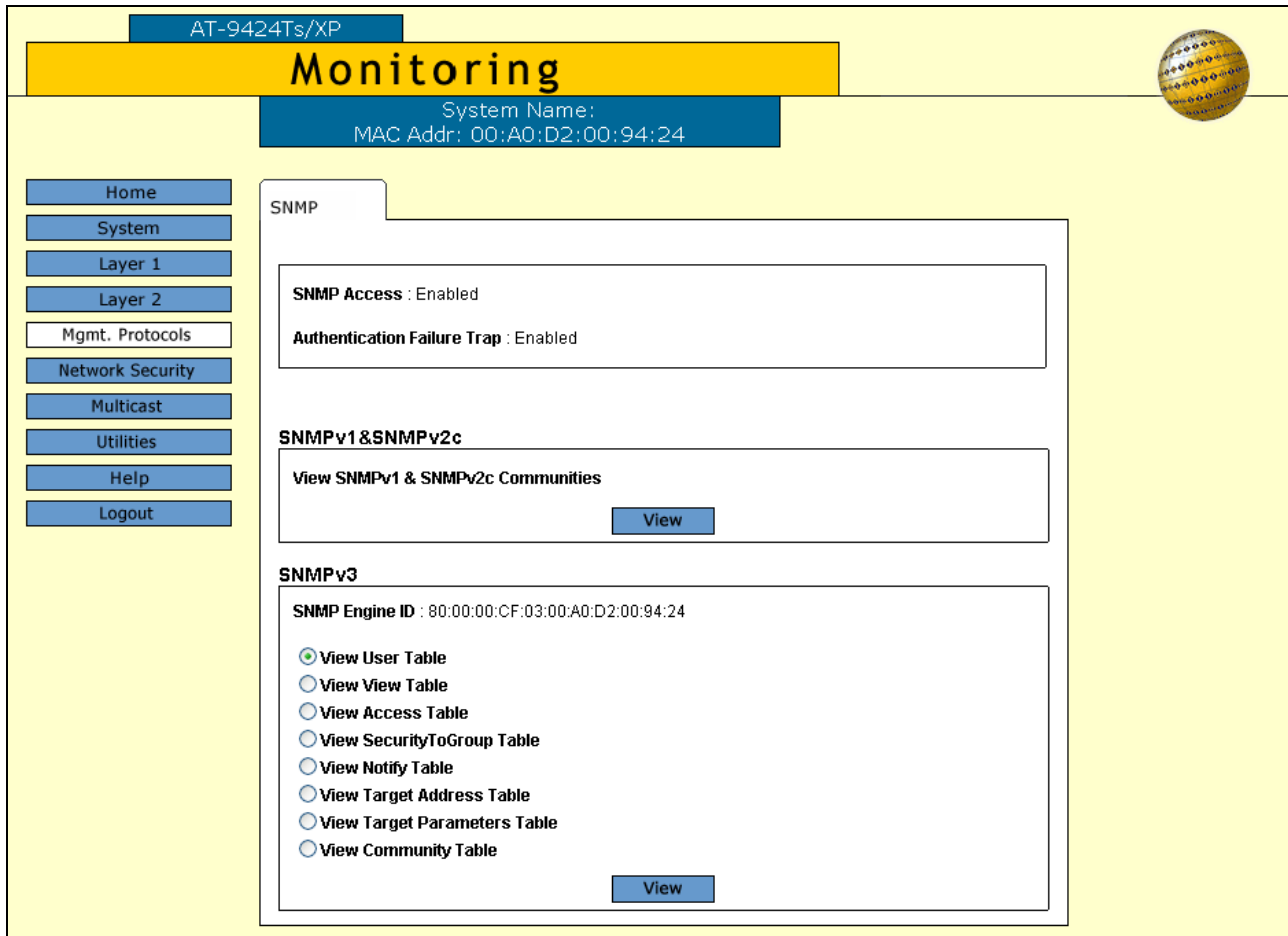 AT-9424Ts/XP
Monitoring
System Name:
MAC Addr: 00:A0:D2:00:94:24
Home
System
Layer 1
Layer 2
Mgmt. Protocols
Network Security
Multicast
Utilities
Help
Logout
SNMP
SNMP Access : Enabled
Authentication Failure Trap : Enabled
SNMPv1&SNMPv2c
View SNMPv1 & SNMPv2c Communities
View
SNMPv3
SNMP Engine ID : 80:00:00:CF:03:00:A0:D2:00:94:24
View User Table
View View Table
View Access Table
View SecurityToGroup Table
View Notify Table
View Target Address Table
View Target Parameters Table
View Community Table
View